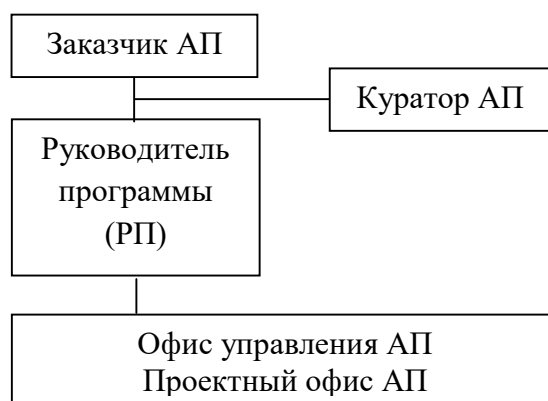 Заказчик АП
Куратор АП
Руководитель
программы
(РП)
Офис управления АП
Проектный офис АП